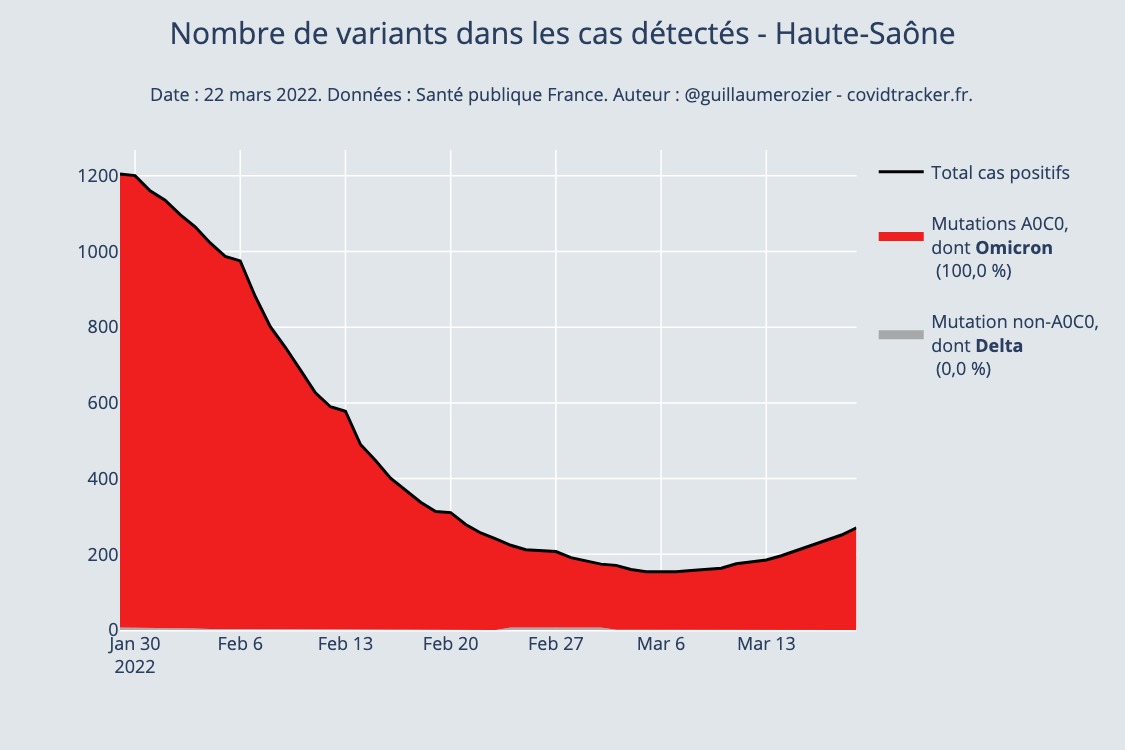 Nombre de variants dans les cas détectés - Haute-Saône
Date : 22 mars 2022. Données : Santé publique France. Auteur : @guillaumerozier - covidtracker.fr.
1200
1000
800
600
400
200
0
Jan 30
2022
Feb 6
Feb 13
Feb 20
Feb 27
Mar 6
Mar 13
Total cas positifs
Mutations A0C0,
dont Omicron
(100,0 %)
Mutation non-A0C0,
dont Delta
(0,0 %)